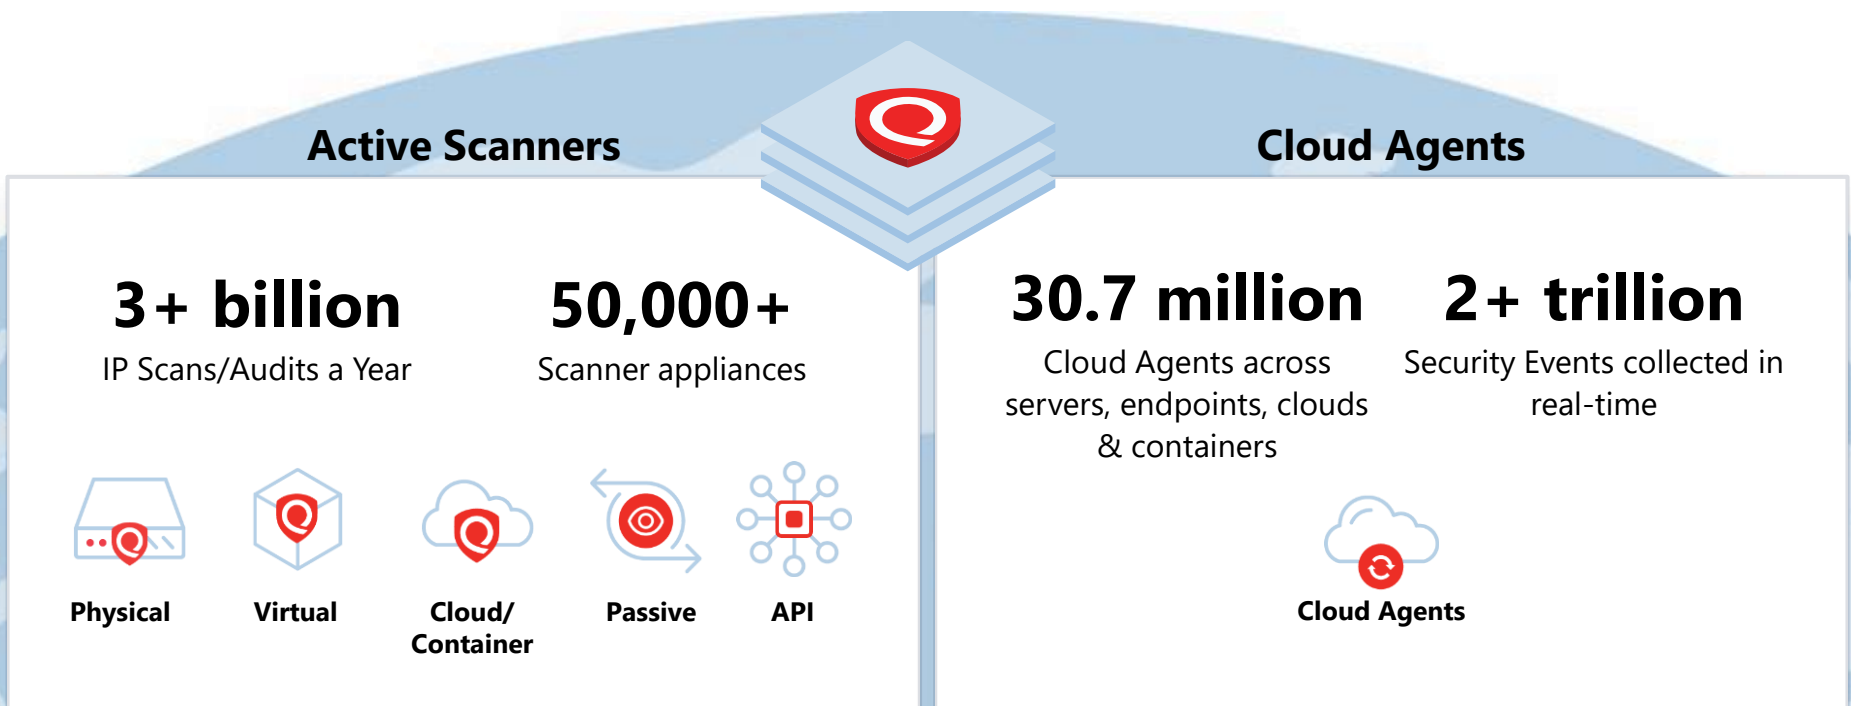 Active Scanners
Cloud Agents
3+ billion
IP Scans/Audits a Year
50,000+
Scanner appliances
Physical
Virtual
Cloud/
Container
Passive
API
30.7 million
Cloud Agents across
servers, endpoints, clouds
& containers
2+ trillion
Security Events collected in
real-time
Cloud Agents